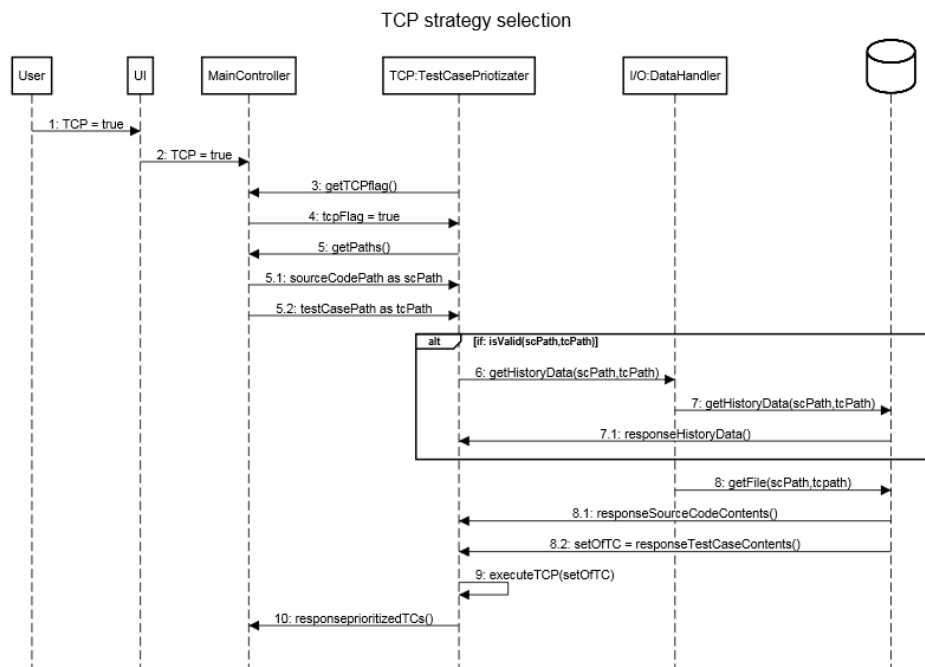 TCP strategy selection
User
UI
MainController
TCP:TestCasePriotizater
I/O:DataHandler
1: TCP = true
2: TCP = true
3: getTCPflag()
4: tcpFlag = true
5: getPaths()
5.1: sourceCodePath as scPath
5.2: testCasePath as tcPath
alt
[if: isValid(scPath,tcPath)]
6: getHistoryData(scPath,tcPath)
7: getHistoryData(scPath,tcPath)
7.1: responseHistoryData()
8: getFile(scPath,tcpath)
8.1: responseSourceCodeContents()
8.2: setOfTC = responseTestCaseContents()
9: executeTCP(setOfTC)
10: responseprioritizedTCs()